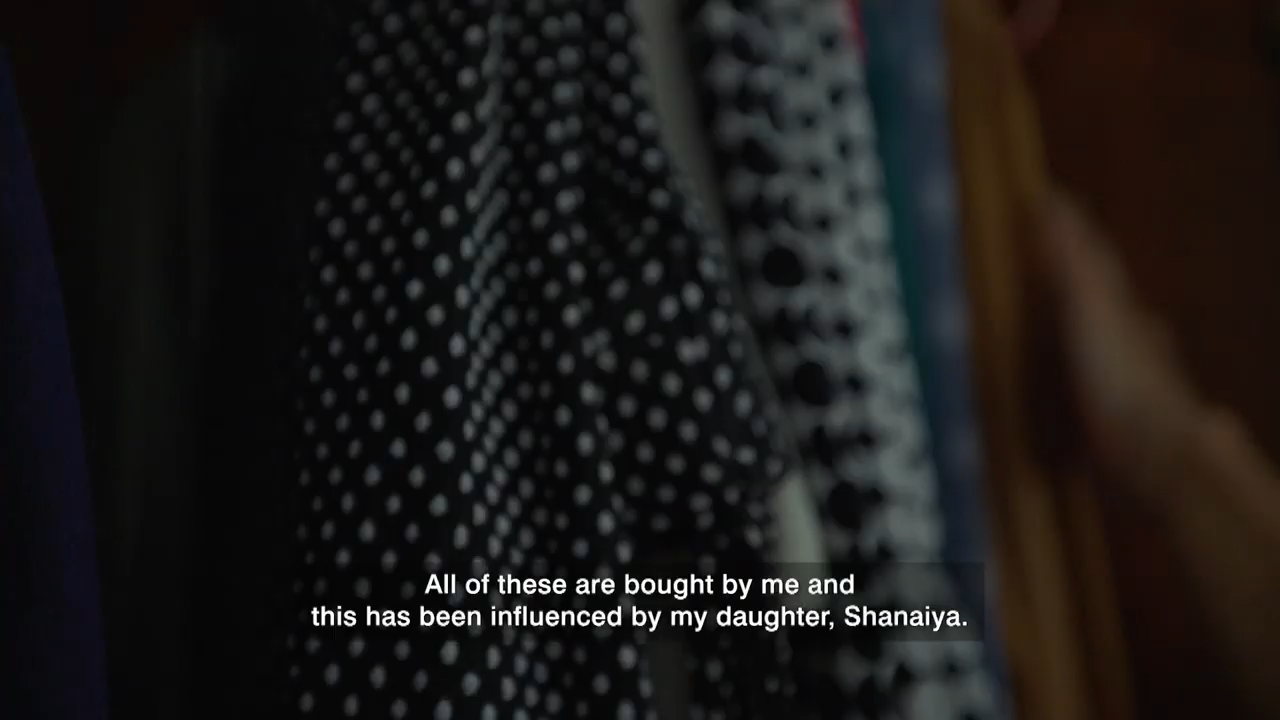 All of these are bought by me and
this has been influenced by my daughter, Shanaiya.